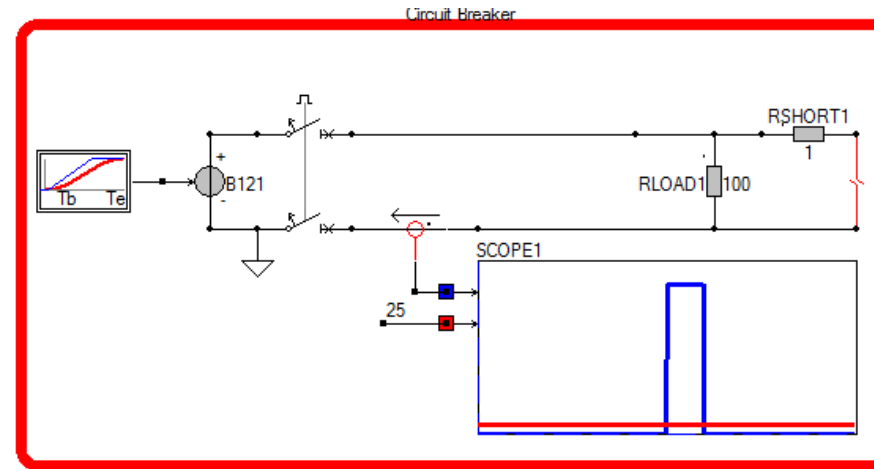 Circuit Breaker
RSHORT1
1
Tb Te
+
B121
-
RLOAD1 100
SCOPE1
25